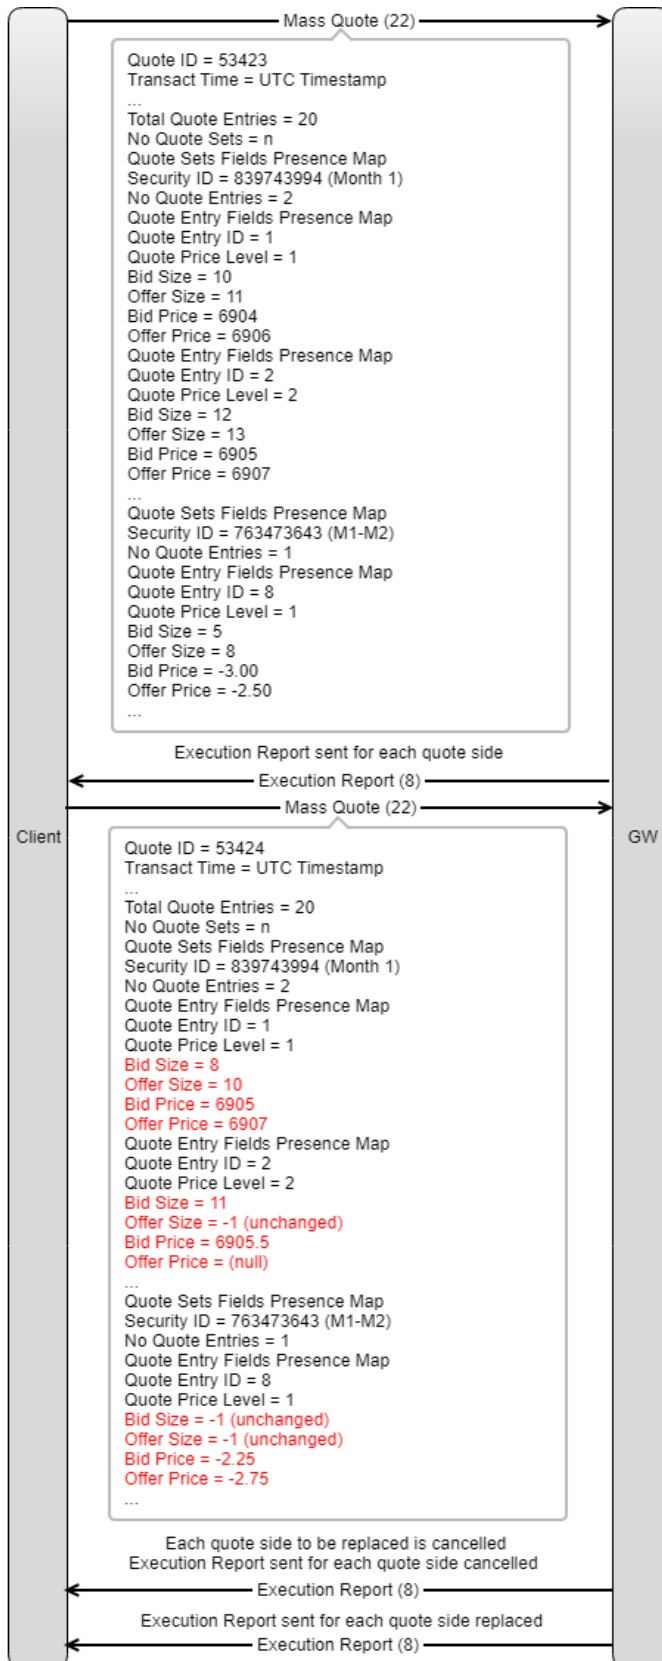 Mass Quote (22)
Quote ID = 53423
Transact Time = UTC Timestamp
...
Total Quote Entries = 20
No Quote Sets = n
Quote Sets Fields Presence Map
Security ID = 839743994 (Month 1)
No Quote Entries = 2
Quote Entry Fields Presence Map
Quote Entry ID = 1
Quote Price Level = 1
Bid Size = 10
Offer Size = 11
Bid Price = 6904
Offer Price = 6906
Quote Entry Fields Presence Map
Quote Entry ID = 2
Quote Price Level = 2
Bid Size = 12
Offer Size = 13
Bid Price = 6905
Offer Price = 6907
...
Quote Sets Fields Presence Map
Security ID = 763473643 (M1-M2)
No Quote Entries = 1
Quote Entry Fields Presence Map
Quote Entry ID = 8
Quote Price Level = 1
Bid Size = 5
Offer Size = 8
Bid Price = -3.00
Offer Price = -2.50
...
Execution Report sent for each quote side
Execution Report (8)
Mass Quote (22)
Client
GW
Quote ID = 53424
Transact Time = UTC Timestamp
...
Total Quote Entries = 20
No Quote Sets = n
Quote Sets Fields Presence Map
Security ID = 839743994 (Month 1)
No Quote Entries = 2
Quote Entry Fields Presence Map
Quote Entry ID = 1
Quote Price Level = 1
Bid Size = 8
Offer Size = 10
Bid Price = 6905
Offer Price = 6907
Quote Entry Fields Presence Map
Quote Entry ID = 2
Quote Price Level = 2
Bid Size = 11
Offer Size = -1 (unchanged)
Bid Price = 6905.5
Offer Price = (null)
...
Quote Sets Fields Presence Map
Security ID = 763473643 (M1-M2)
No Quote Entries = 1
Quote Entry Fields Presence Map
Quote Entry ID = 8
Quote Price Level = 1
Bid Size = -1 (unchanged)
Offer Size = -1 (unchanged)
Bid Price = -2.25
Offer Price = -2.75
...
Each quote side to be replaced is cancelled
Execution Report sent for each quote side cancelled
Execution Report (8)
Execution Report sent for each quote side replaced
Execution Report (8)